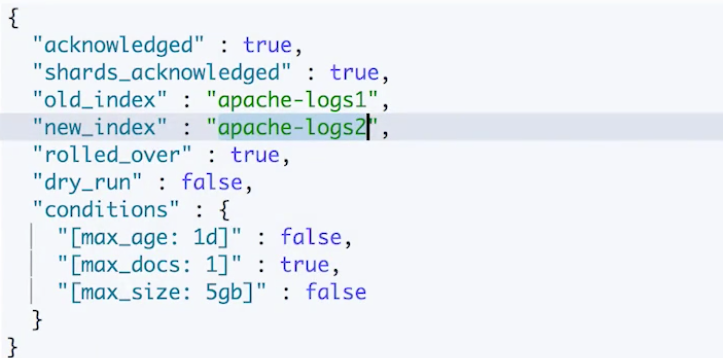 {
"acknowledged" : true,
"shards_acknowledged" : true,
"old_index" : "apache-logs1",
"new_index" : "apache-logs2",
"rolled_over" : true,
"dry_run" : false,
"conditions" : {
"[max_age: 1d]" : false,
"[max_docs: 1]" : true,
"[max_size: 5gb]" : false
}
}